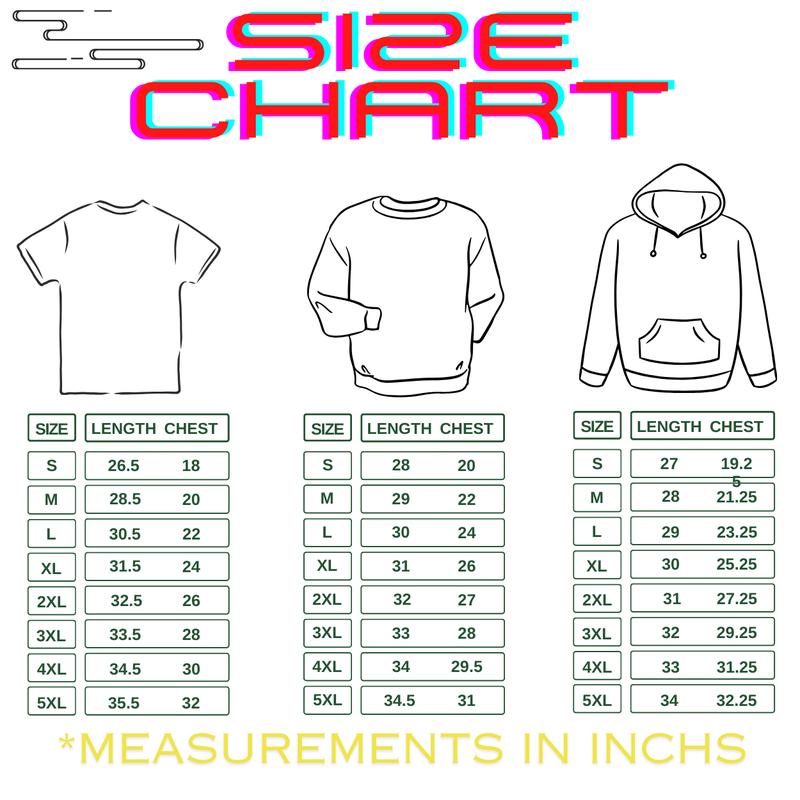 SIZE
CHART
SIZE LENGTH CHEST
S 26.5 18
M 28.5 20
L 30.5 22
XL 31.5 24
2XL 32.5 26
3XL 33.5 28
4XL 34.5 30
5XL 35.5 32
SIZE LENGTH CHEST
S 28 20
M 29 22
L 30 24
XL 31 26
2XL 32 27
3XL 33 28
4XL 34 29.5
5XL 34.5 31
SIZE LENGTH CHEST
S 27 19.2
5
M 28 21.25
L 29 23.25
XL 30 25.25
2XL 31 27.25
3XL 32 29.25
4XL 33 31.25
5XL 34 32.25
*MEASUREMENTS IN INCHS